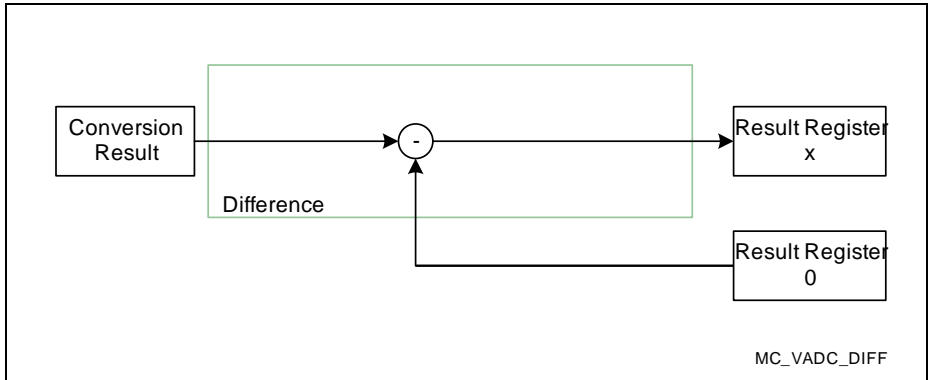 Conversion
Result
-
Result Register
x
Difference
Result Register
0
MC_VADC_DIFF